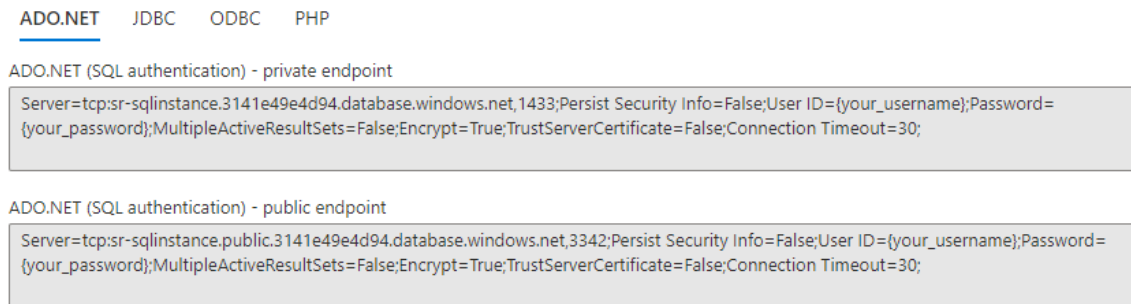 ADO.NET JDBC ODBC PHP
ADO.NET (SQL authentication) - private endpoint
Server=tcp:sr-sqlinstance.3141e49e4d94.database.windows.net,1433;Persist Security Info=False;User ID={your_username};Password=
{your_password};MultipleActiveResultSets=False;Encrypt=True;TrustServerCertificate=False;Connection Timeout=30;
ADO.NET (SQL authentication) - public endpoint
Server=tcp:sr-sqlinstance.public.3141e49e4d94.database.windows.net,3342;Persist Security Info=False;User ID={your_username};Password=
{your_password};MultipleActiveResultSets=False;Encrypt=True;TrustServerCertificate=False;Connection Timeout=30;